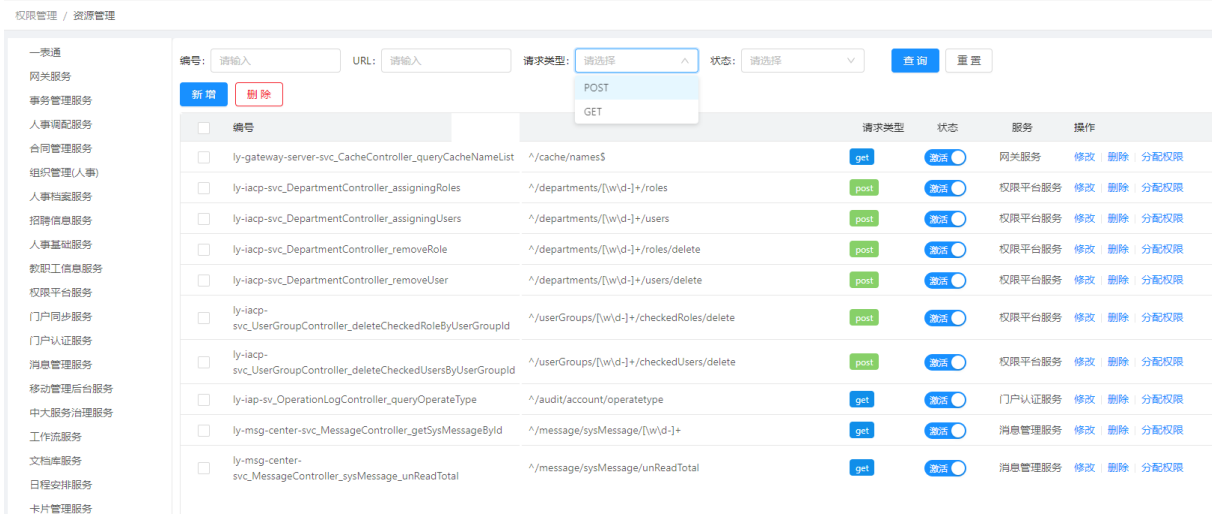 权限管理 / 资源管理
一表通
网关服务
事务管理服务
人事调配服务
合同管理服务
组织管理(人事)
人事档案服务
招聘信息服务
人事基础服务
教职工信息服务
权限平台服务
门户同步服务
门户认证服务
消息管理服务
移动管理后台服务
中大服务治理服务
工作流服务
文档库服务
日程安排服务
卡片管理服务
编号: 请输入 URL: 请输入 请求类型: 请选择 状态: 请选择 查 询 重 置
POST
GET
新 增 删 除
编号 请求类型 状态 服务 操作
ly-gateway-server-svc_CacheController_queryCacheNameList ^/cache/names$ get 激活 网关服务 修改 删除 分配权限
ly-iacp-svc_DepartmentController_assigningRoles ^/departments/[\w\d-]+/roles post 激活 权限平台服务 修改 删除 分配权限
ly-iacp-svc_DepartmentController_assigningUsers ^/departments/[\w\d-]+/users post 激活 权限平台服务 修改 删除 分配权限
ly-iacp-svc_DepartmentController_removeRole ^/departments/[\w\d-]+/roles/delete post 激活 权限平台服务 修改 删除 分配权限
ly-iacp-svc_DepartmentController_removeUser ^/departments/[\w\d-]+/users/delete post 激活 权限平台服务 修改 删除 分配权限
ly-iacp-
svc_UserGroupController_deleteCheckedRoleByUserGroupId ^/userGroups/[\w\d-]+/checkedRoles/delete post 激活 权限平台服务 修改 删除 分配权限
ly-iacp-
svc_UserGroupController_deleteCheckedUsersByUserGroupId ^/userGroups/[\w\d-]+/checkedUsers/delete post 激活 权限平台服务 修改 删除 分配权限
ly-iap-sv_OperationLogController_queryOperateType ^/audit/account/operatetype get 激活 门户认证服务 修改 删除 分配权限
ly-msg-center-svc_MessageController_getSysMessageById ^/message/sysMessage/[\w\d-]+ get 激活 消息管理服务 修改 删除 分配权限
ly-msg-center-
svc_MessageController_sysMessage_unReadTotal ^/message/sysMessage/unReadTotal get 激活 消息管理服务 修改 删除 分配权限